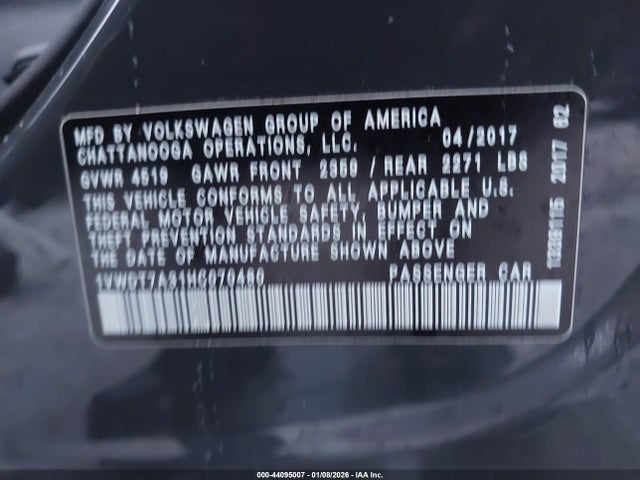 MFD BY VOLKSWAGEN GROUP OF AMERICA
CHATTANOOGA OPERATIONS, LLC. 04/2017
GVWR 4519 GAWR FRONT 2359 / REAR 2271 LBS
THIS VEHICLE CONFORMS TO ALL APPLICABLE U.S.
FEDERAL MOTOR VEHICLE SAFETY, BUMPER AND
THEFT PREVENTION STANDARDS IN EFFECT ON
THE DATE OF MANUFACTURE SHOWN ABOVE
PASSENGER CAR
2017 G2
000-44095007 - 01/08/2026 - IAA Inc.